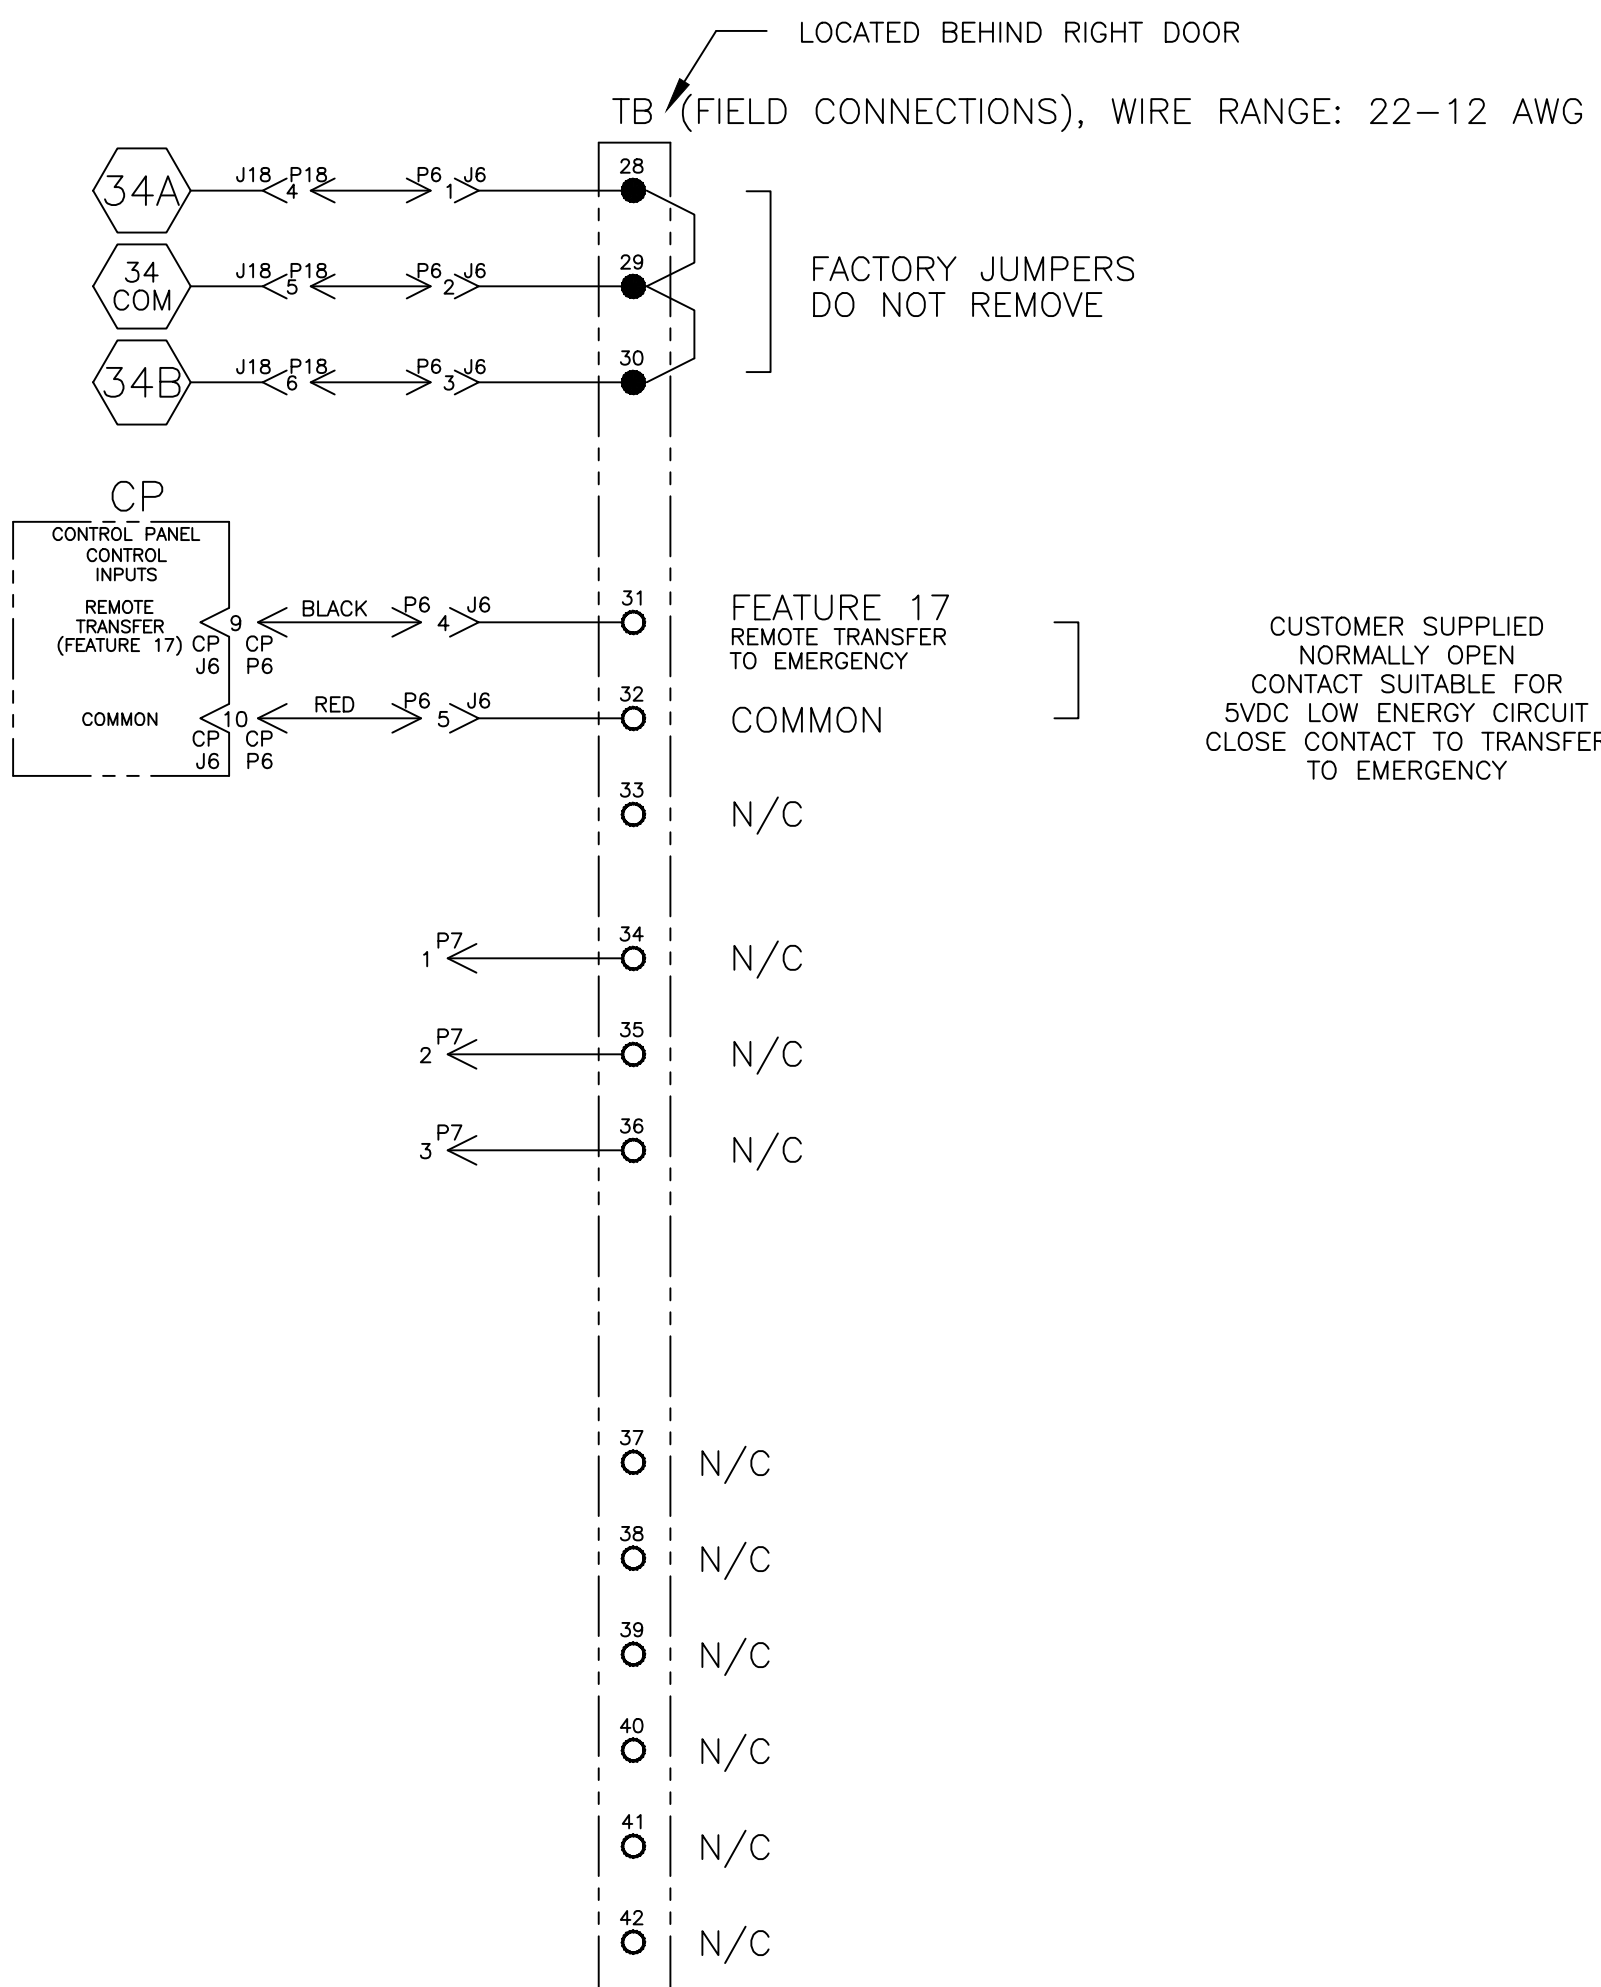 LOCATED BEHIND RIGHT DOOR
TB (FIELD CONNECTIONS), WIRE RANGE: 22-12 AWG
34A J18 P18 4 P6 1 J6 28
34
COM J18 P18 5 P6 2 J6 29
34B J18 P18 6 P6 3 J6 30
FACTORY JUMPERS
DO NOT REMOVE
CP
CONTROL PANEL
CONTROL
INPUTS
REMOTE
TRANSFER
(FEATURE 17)
9 BLACK P6 4 J6 31
CP CP
J6 P6
FEATURE 17
REMOTE TRANSFER
TO EMERGENCY
COMMON 10 RED P6 5 J6 32 COMMON
CP CP
J6 P6
CUSTOMER SUPPLIED
NORMALLY OPEN
CONTACT SUITABLE FOR
5VDC LOW ENERGY CIRCUIT
CLOSE CONTACT TO TRANSFER
TO EMERGENCY
33 N/C
1 P7 34 N/C
2 P7 35 N/C
3 P7 36 N/C
37 N/C
38 N/C
39 N/C
40 N/C
41 N/C
42 N/C